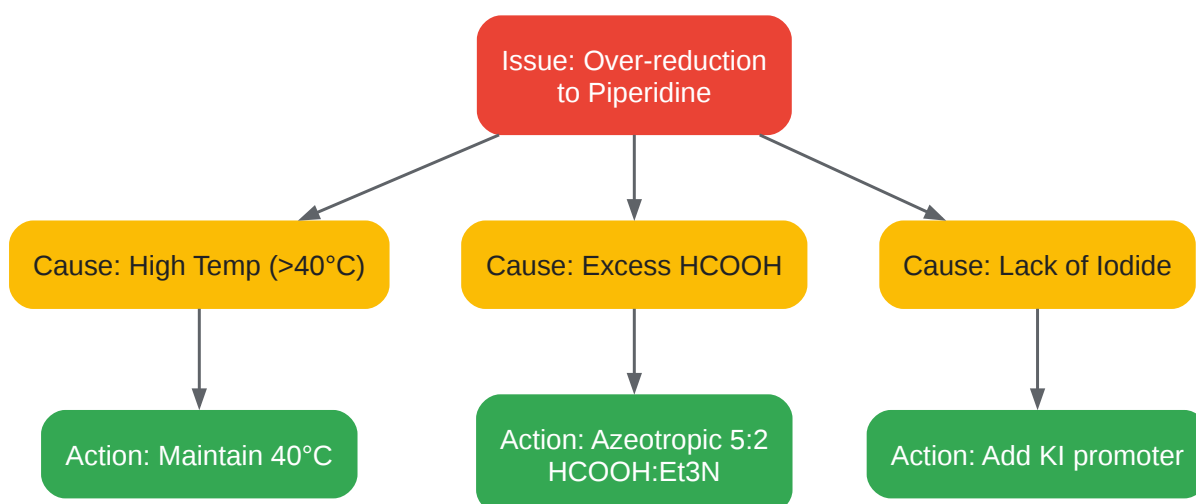 Issue: Over-reduction
to Piperidine
Cause: High Temp (>40°C)
Cause: Excess HCOOH
Cause: Lack of Iodide
Action: Maintain 40°C
Action: Azeotropic 5:2
HCOOH:Et3N
Action: Add KI promoter